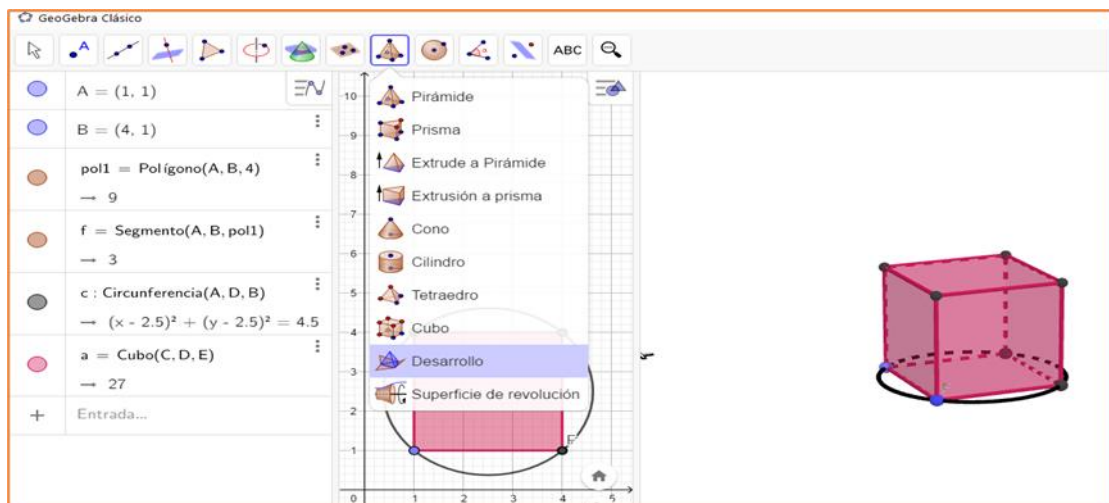 GeoGebra Clásico
A
ABC
A = (1, 1)
B = (4, 1)
pol1 = Polígono(A, B, 4)
→ 9
f = Segmento(A, B, pol1)
→ 3
c : Circunferencia(A, D, B)
→ (x - 2.5)² + (y - 2.5)² = 4.5
a = Cubo(C, D, E)
→ 27
+ Entrada...
Pirámide
Prisma
Extrude a Pirámide
Extrusión a prisma
Cono
Cilindro
Tetraedro
Cubo
Desarrollo
Superficie de revolución
10
9
8
7
6
5
4
3
2
1
0 1 2 3 4 5